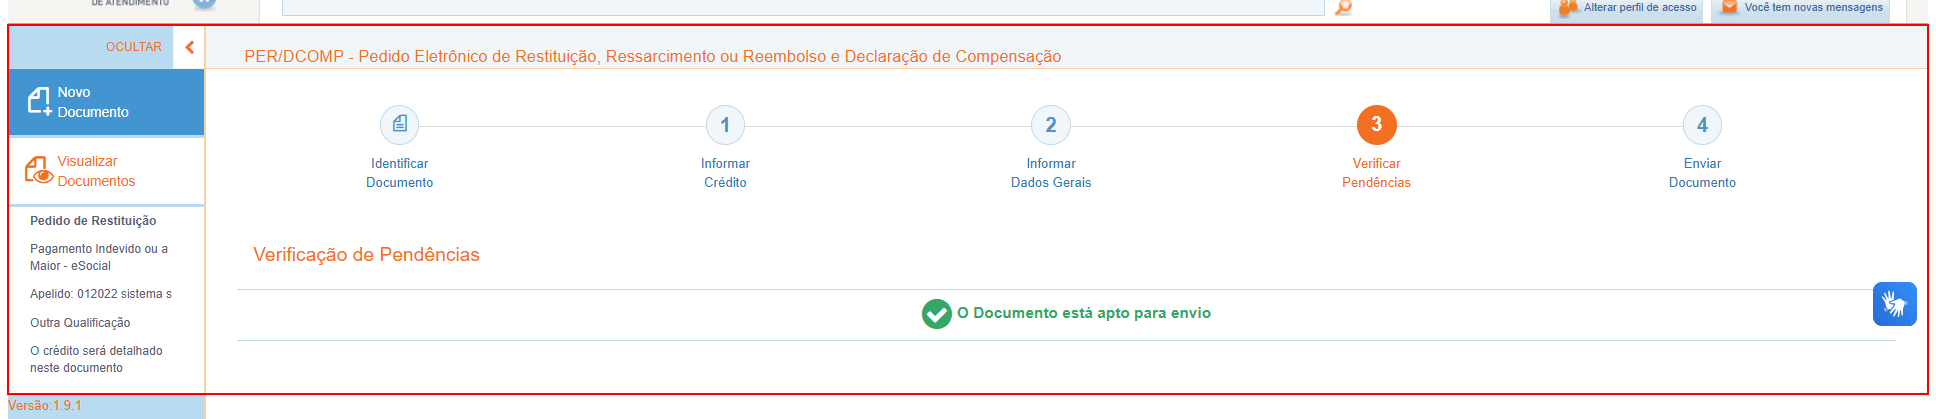 DE ATENDIMENTO
Alterar perfil de acesso
Você tem novas mensagens
OCULTAR
PER/DCOMP - Pedido Eletrônico de Restituição, Ressarcimento ou Reembolso e Declaração de Compensação
Novo
Documento
Visualizar
Documentos
Pedido de Restituição
Pagamento Indevido ou a
Maior - eSocial
Apelido: 012022 sistema s
Outra Qualificação
O crédito será detalhado
neste documento
Versão:1.9.1
Identificar
Documento
1
Informar
Crédito
2
Informar
Dados Gerais
3
Verificar
Pendências
4
Enviar
Documento
Verificação de Pendências
O Documento está apto para envio